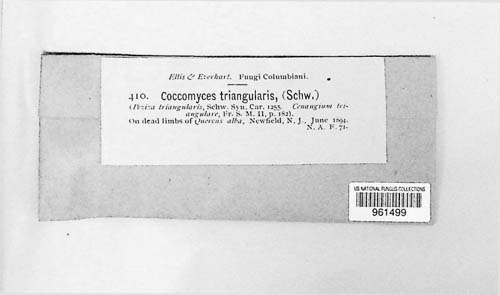 Ellis & Everhart. Fungi Columbiani.
410. Coccomyces triangularis, (Schw.)
(Peziza triangularis, Schw. Syn. Car. 1255. Cenangium tri-
angulare, Fr. S. M. II, p. 182).
On dead limbs of Quercus alba, Newfield, N. J., June 1894.
N. A. F. 71.
US NATIONAL FUNGUS COLLECTIONS
961499